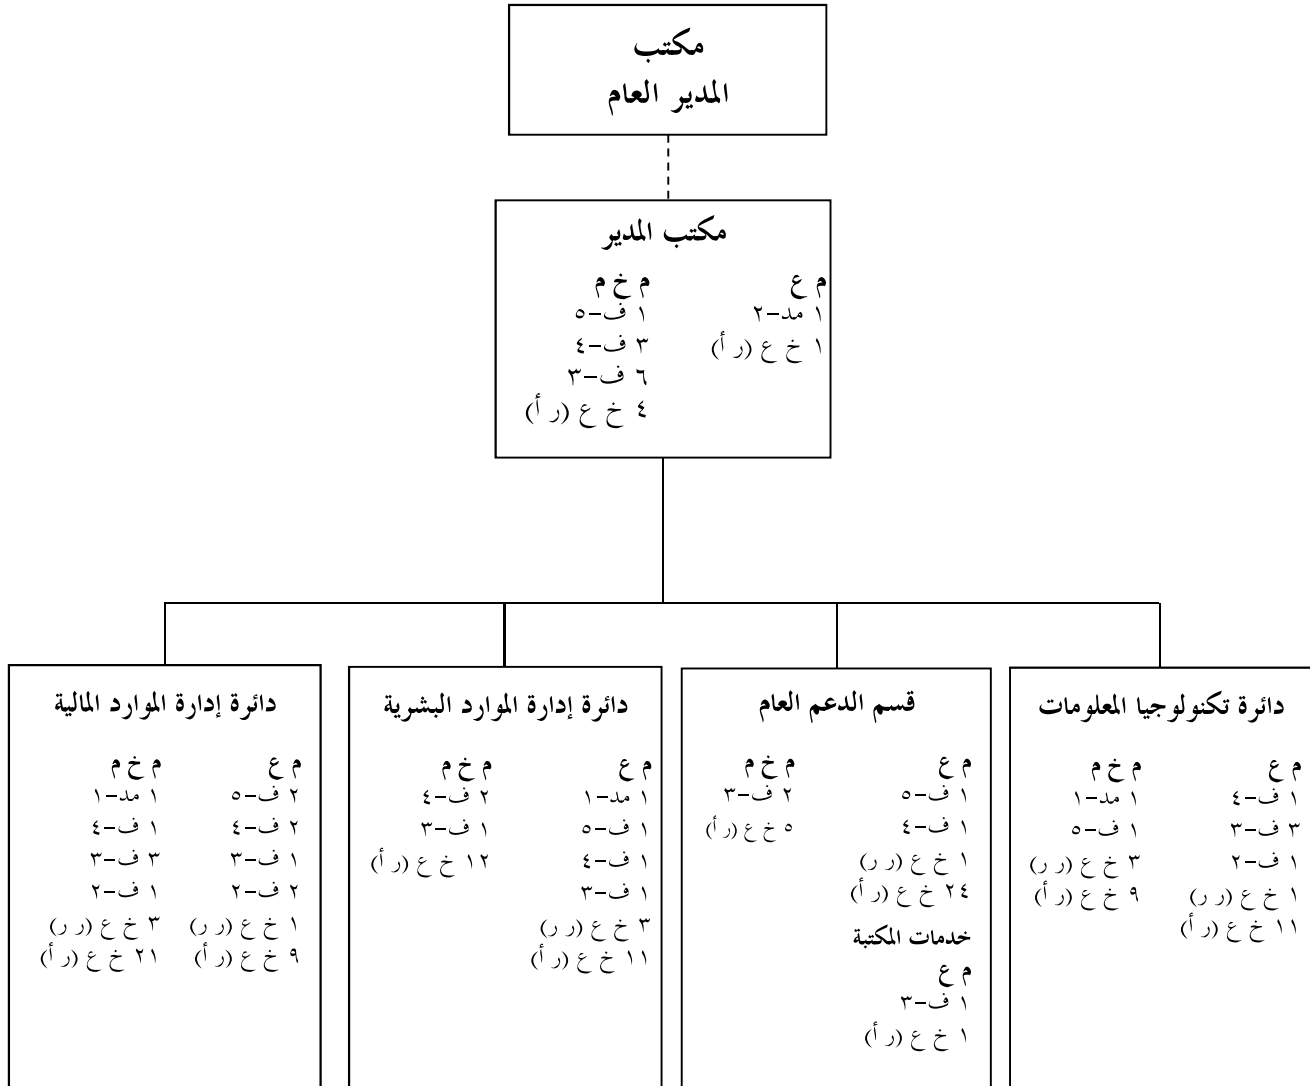 مكتب
المدير العام
مكتب المدير
م ع
١ مد-٢
١ خ ع (ر أ)
م خ م
١ ف-٥
٣ ف-٤
٦ ف-٣
٤ خ ع (ر أ)
دائرة تكنولوجيا المعلومات
م ع
١ ف-٤
٣ ف-٣
١ ف-٢
١ خ ع (ر ر)
١١ خ ع (ر أ)
م خ م
١ مد-١
١ ف-٥
٣ خ ع (ر ر)
٩ خ ع (ر أ)
قسم الدعم العام
م ع
١ ف-٥
١ ف-٤
١ خ ع (ر ر)
٢٤ خ ع (ر أ)
خدمات المكتبة
م ع
١ ف-٣
١ خ ع (ر أ)
م خ م
٢ ف-٣
٥ خ ع (ر أ)
دائرة إدارة الموارد البشرية
م ع
١ مد-١
١ ف-٥
١ ف-٤
١ ف-٣
٣ خ ع (ر ر)
١١ خ ع (ر أ)
م خ م
٢ ف-٤
١ ف-٣
١٢ خ ع (ر أ)
دائرة إدارة الموارد المالية
م ع
٢ ف-٥
٢ ف-٤
١ ف-٣
٢ ف-٢
١ خ ع (ر ر)
٩ خ ع (ر أ)
م خ م
١ مد-١
١ ف-٤
٣ ف-٣
١ ف-٢
٣ خ ع (ر ر)
٢١ خ ع (ر أ)